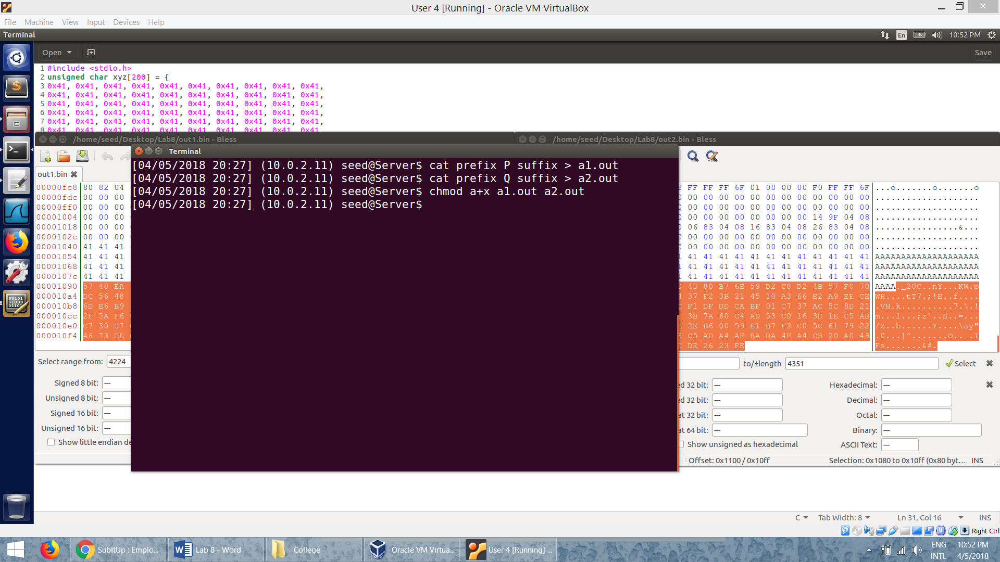 User 4 [Running] - Oracle VM VirtualBox
File Machine View Input Devices Help
Terminal
En 10:52 PM
Open Save
1 #include <stdio.h>
2 unsigned char xyz[200] = {
3 0x41, 0x41, 0x41, 0x41, 0x41, 0x41, 0x41, 0x41, 0x41, 0x41,
4 0x41, 0x41, 0x41, 0x41, 0x41, 0x41, 0x41, 0x41, 0x41, 0x41,
5 0x41, 0x41, 0x41, 0x41, 0x41, 0x41, 0x41, 0x41, 0x41, 0x41,
6 0x41, 0x41, 0x41, 0x41, 0x41, 0x41, 0x41, 0x41, 0x41, 0x41,
7 0x41, 0x41, 0x41, 0x41, 0x41, 0x41, 0x41, 0x41, 0x41, 0x41,
8 0x41, 0x41, 0x41, 0x41, 0x41, 0x41, 0x41, 0x41, 0x41, 0x41,
/home/seed/Desktop/Lab8/out1.bin - Bless
/home/seed/Desktop/Lab8/out2.bin - Bless
Terminal
[04/05/2018 20:27] (10.0.2.11) seed@Server$ cat prefix P suffix > a1.out
[04/05/2018 20:27] (10.0.2.11) seed@Server$ cat prefix Q suffix > a2.out
[04/05/2018 20:27] (10.0.2.11) seed@Server$ chmod a+x a1.out a2.out
[04/05/2018 20:27] (10.0.2.11) seed@Server$
out1.bin
00000fc8 80 82 04
00000fdc 00 00 00
00000ff0 00 00 00
00001004 00 00 00
00001018 00 00 00
0000102c 00 00 00
00001040 41 41 41
00001054 41 41 41
00001068 41 41 41
0000107c 41 41 41
00001090 57 48 EA
000010a4 DC 56 48
000010b8 6D E6 B9
000010cc 2F 5A F6
000010e0 C7 30 D7
000010f4 46 73 DE
FF FF FF 6F 01 00 00 00 F0 FF FF 6F ...o.......o.......o
00 00 00 00 00 00 00 00 00 00 00 00 ....................
00 00 00 00 00 00 00 00 00 00 00 00 ....................
00 00 00 00 00 00 00 00 14 9F 04 08 ....................
06 83 04 08 16 83 04 08 26 83 04 08 ................&...
00 00 00 00 00 00 00 00 00 00 00 00 ....................
00 00 00 00 00 00 00 00 00 00 00 00 ....................
41 41 41 41 41 41 41 41 41 41 41 41 AAAAAAAAAAAAAAAAAAAA
41 41 41 41 41 41 41 41 41 41 41 41 AAAAAAAAAAAAAAAAAAAA
41 41 41 41 41 41 41 41 41 41 41 41 AAAAAAAAAAAAAAAAAAAA
43 80 B7 6E 59 D2 C8 D2 4B 57 F0 70 AAAA._20C..nY...KW.p
37 F2 3B 21 45 10 A3 66 E2 A9 EE CE WH....tT7.;!E..f....
F1 DF DD CA BF 01 C7 37 AC 5C 8D 21 .VH.k..........7.\.!
3B 7A 60 C4 AD 53 C0 16 3D 1E C5 AB m...l...;z`..S..=...
2E B6 00 59 E1 B7 F2 C0 5C 61 79 22 /Z..b......Y....\ay"
C5 AD A4 AF BA DA 4F A4 CB 20 A0 49 .0...]^.......O.. .I
DE 26 23 FE Fs.......&#.
Select range from: 4224
to/±length 4351 Select
Signed 8 bit: ---
Unsigned 8 bit: ---
Signed 16 bit: ---
Unsigned 16 bit: ---
Show little endian de
ed 32 bit: --- Hexadecimal: ---
ed 32 bit: --- Decimal: ---
at 32 bit: --- Octal: ---
at 64 bit: --- Binary: ---
Show unsigned as hexadecimal ASCII Text: ---
Offset: 0x1100 / 0x10ff Selection: 0x1080 to 0x10ff (0x80 byt... INS
C Tab Width: 8 Ln 31, Col 16 INS
Right Ctrl
SubItUp : Emplo...
Lab 8 - Word
College
Oracle VM Virtua...
User 4 [Running] ...
ENG
INTL
10:52 PM
4/5/2018